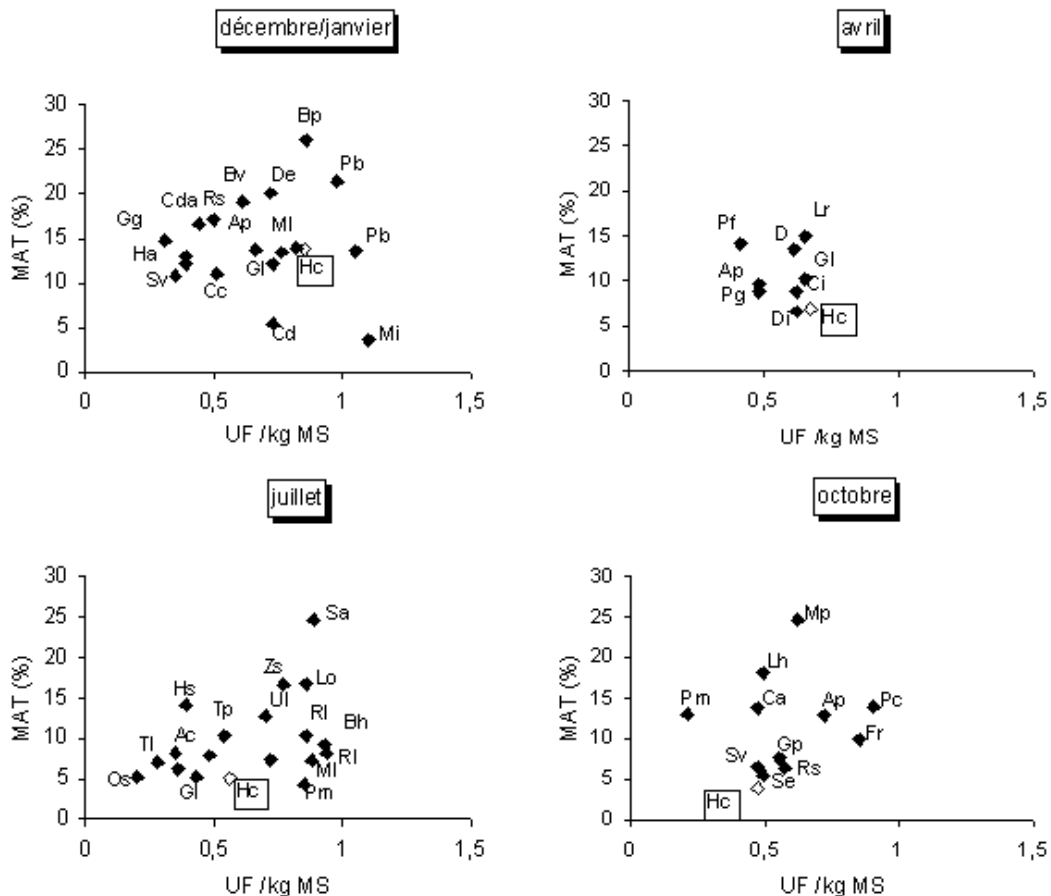 décembre/janvier
avril
30
25
20
15
10
5
0
MAT (%)
Bp
Pb
De
Bv
Rs
Cda
Ap
Ml
Gg
Pb
Ha
Gl
Hc
Sv
Cc
Cd
Mi
0
0,5
1
1,5
UF /kg MS
30
25
20
15
10
5
0
MAT (%)
Lr
Pf
D
Gl
Ap
Ci
Pg
Di
Hc
0
0,5
1
1,5
UF /kg MS
juillet
octobre
30
25
20
15
10
5
0
MAT (%)
Sa
Zs
Lo
Hs
Ul
Rl
Tp
Bh
Ac
Tl
Rl
Ml
Os
Gl
Hc
Pm
0
0,5
1
1,5
UF /kg MS
30
25
20
15
10
5
0
MAT (%)
Mp
Lh
Pm
Ca
Ap
Pc
Fr
Gp
Sv
Rs
Se
Hc
0
0,5
1
1,5
UF /kg MS